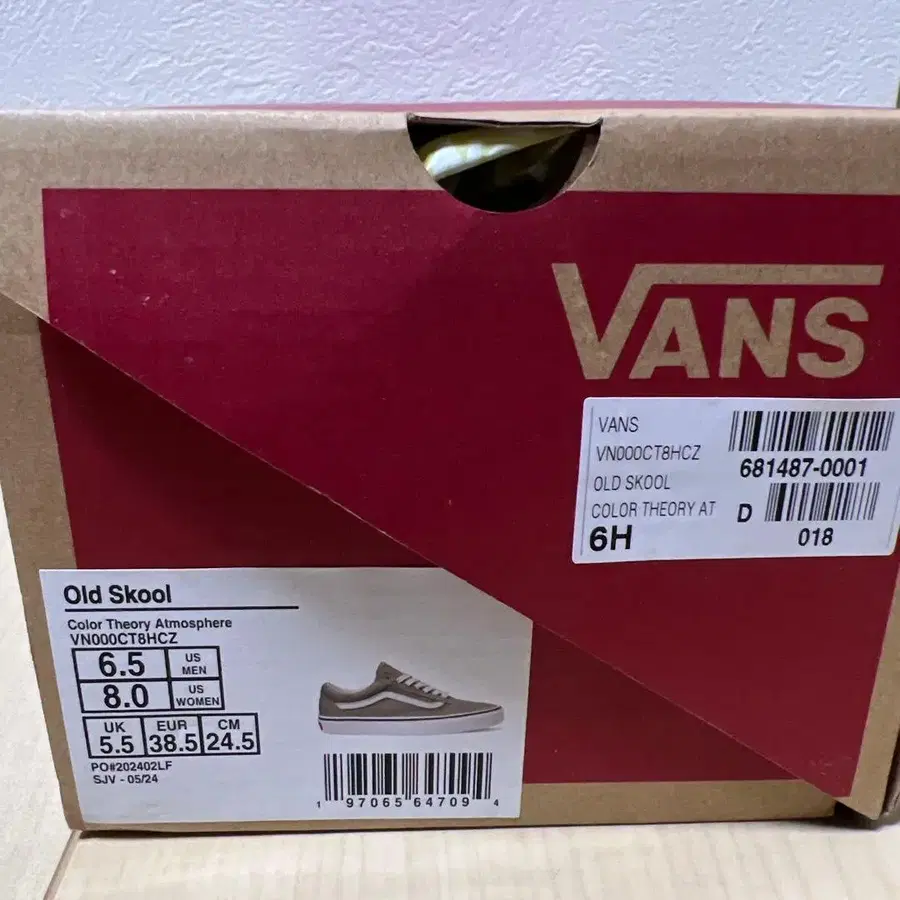 VANS
VANS
VN000CT8HCZ
OLD SKOOL
COLOR THEORY AT
6H
681487-0001
D
018
Old Skool
Color Theory Atmosphere
VN000CT8HCZ
6.5 US MEN
8.0 US WOMEN
UK EUR CM
5.5 38.5 24.5
PO#202402LF
SJV - 05/24
1 97065 64709 4